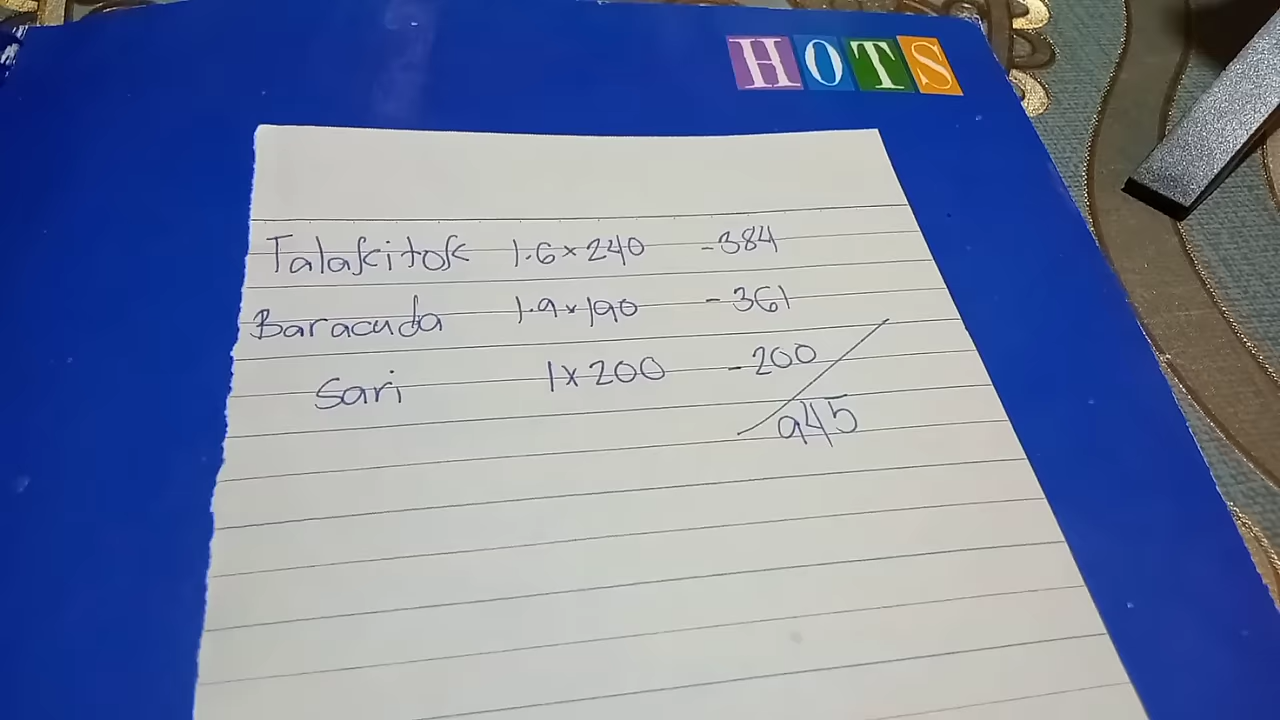 HOTS
Talakitok 1.6 x 240 - 384
Baracuda 1.9 x 190 - 361
Sari 1 x 200 - 200
945